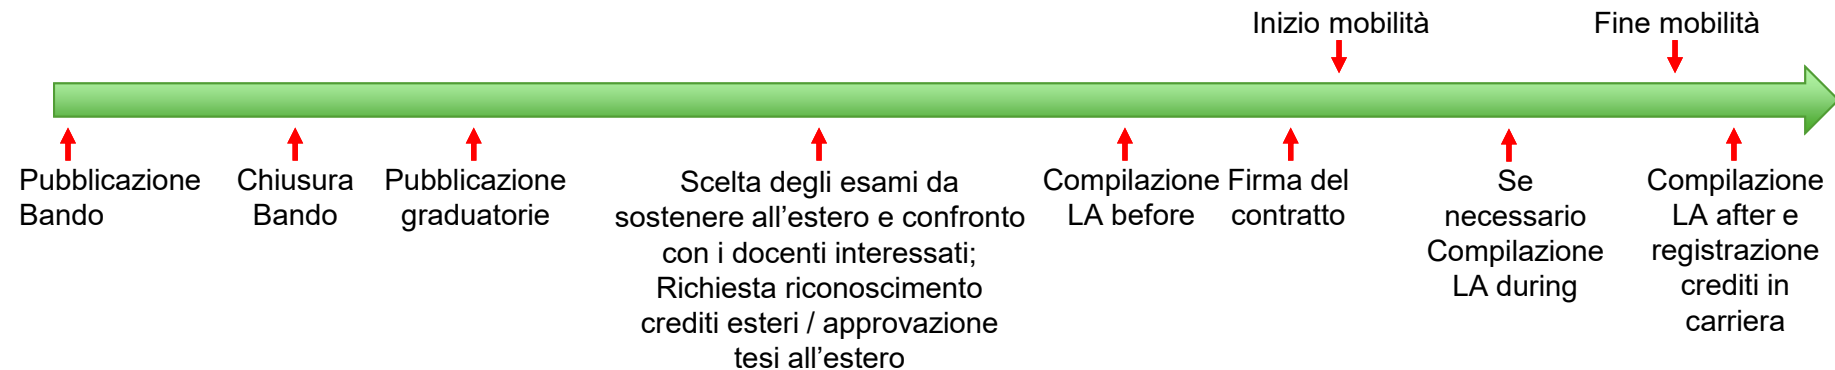 Inizio mobilità
Fine mobilità
Pubblicazione
Bando
Chiusura
Bando
Pubblicazione
graduatorie
Scelta degli esami da
sostenere all’estero e confronto
con i docenti interessati;
Richiesta riconoscimento
crediti esteri / approvazione
tesi all’estero
Compilazione
LA before
Firma del
contratto
Se
necessario
Compilazione
LA during
Compilazione
LA after e
registrazione
crediti in
carriera